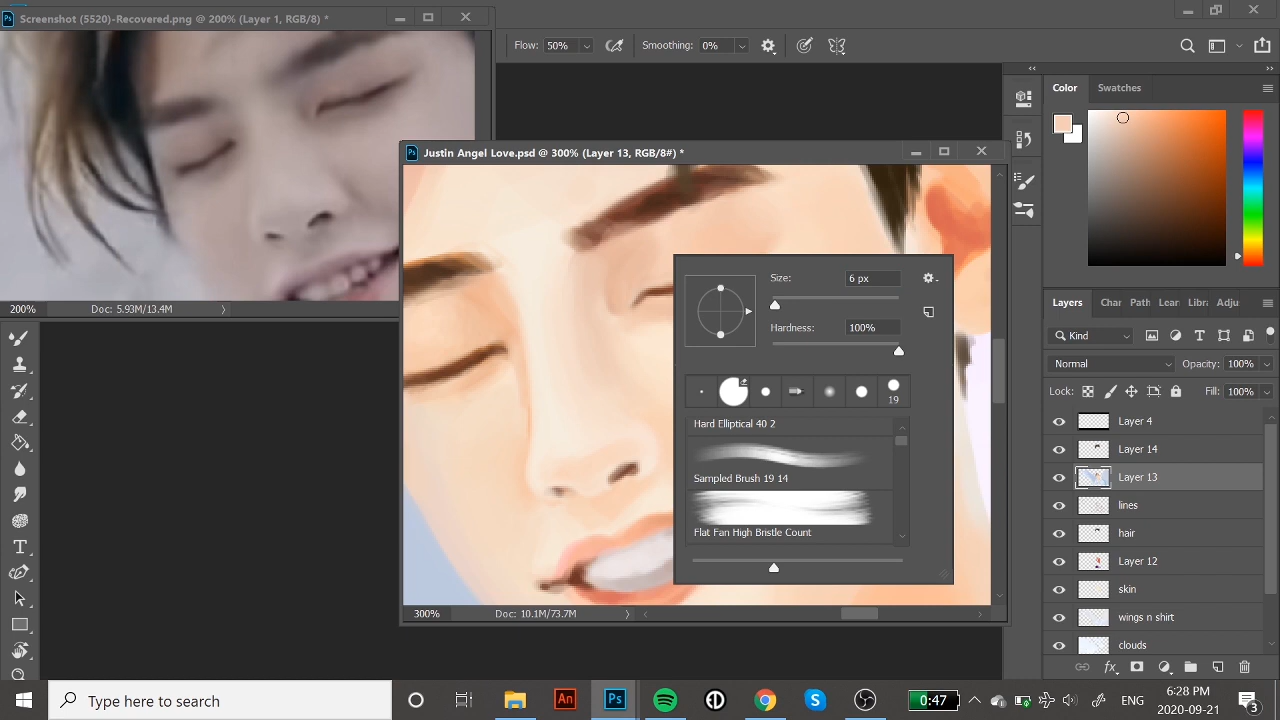 Screenshot (5520)-Recovered.png @ 200% (Layer 1, RGB/8) *
Flow: 50% Smoothing: 0%
Color Swatches
Justin Angel Love.psd @ 300% (Layer 13, RGB/8#) *
Size: 6 px
Hardness: 100%
19
Hard Elliptical 40 2
Sampled Brush 19 14
Flat Fan High Bristle Count
200% Doc: 5.93M/13.4M
300% Doc: 10.1M/73.7M
Layers Char Path Lear Libra Adju
Kind
Normal Opacity: 100%
Lock: Fill: 100%
Layer 4
Layer 14
Layer 13
lines
hair
Layer 12
skin
wings n shirt
clouds
fx
Type here to search
An
Ps
0:47
ENG
6:28 PM
2020-09-21
3